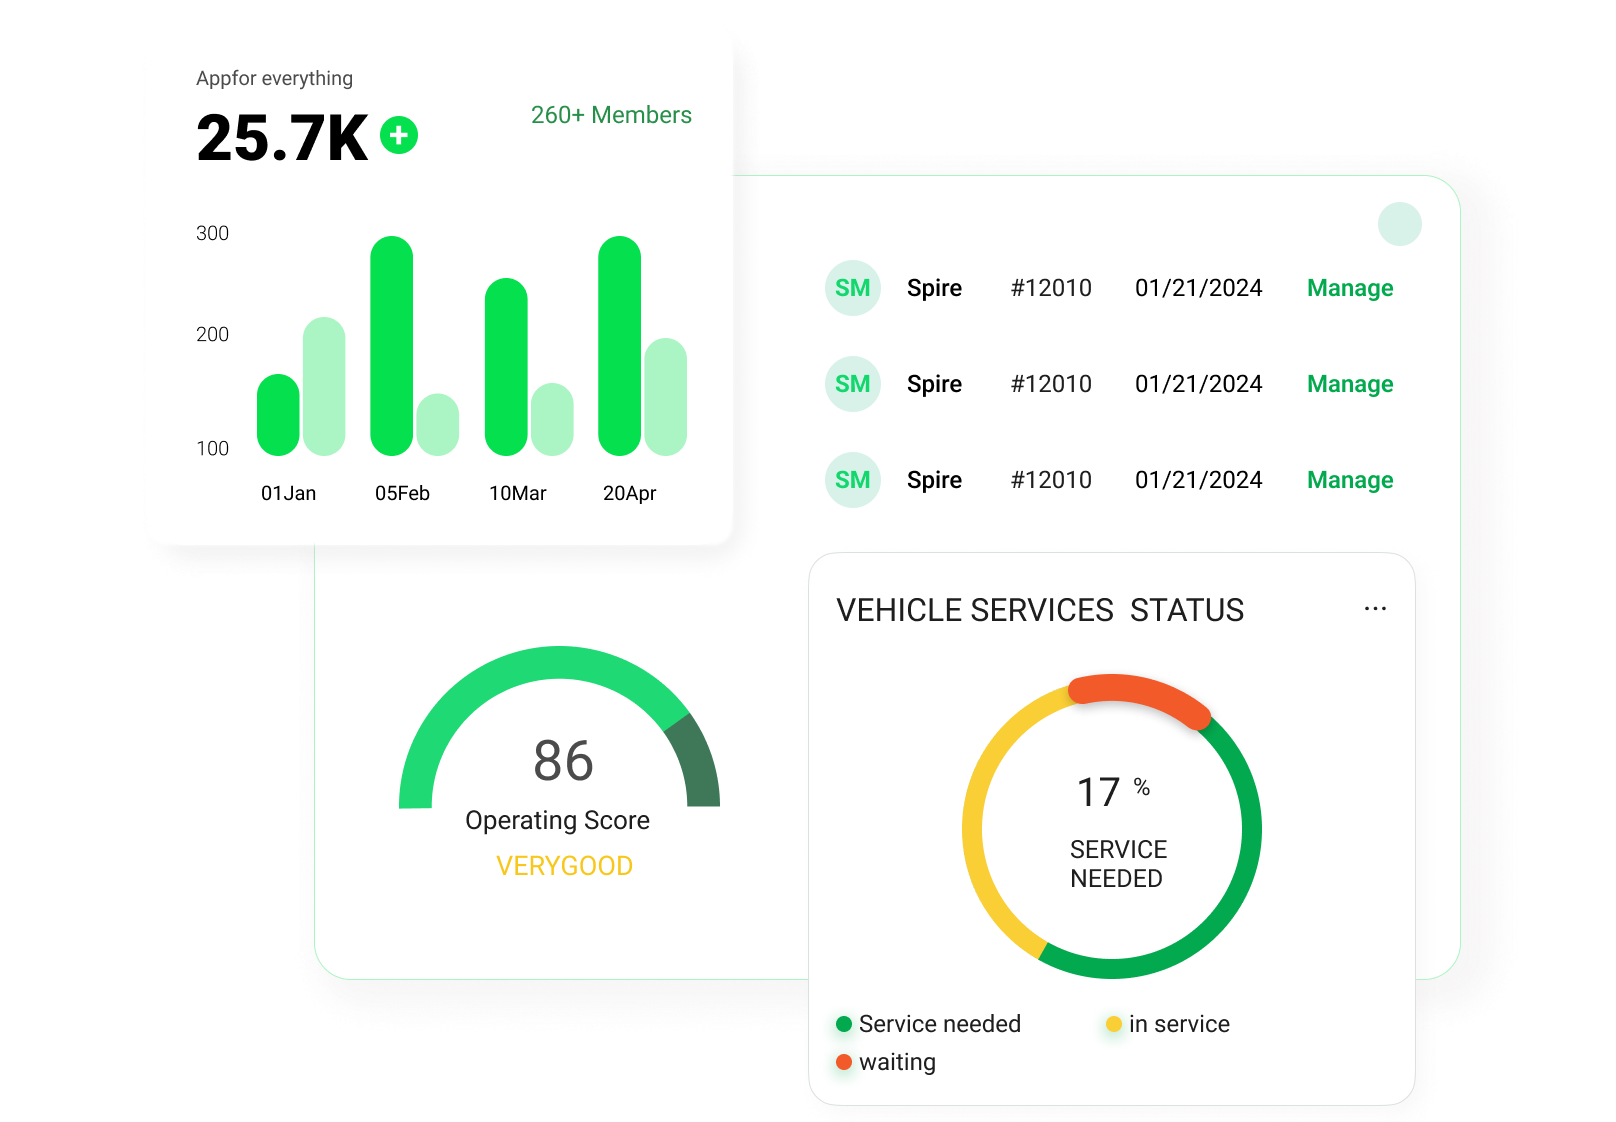 Appfor everything
25.7K
260+ Members
300
200
100
01Jan 05Feb 10Mar 20Apr
SM Spire #12010 01/21/2024 Manage
SM Spire #12010 01/21/2024 Manage
SM Spire #12010 01/21/2024 Manage
86
Operating Score
VERYGOOD
VEHICLE SERVICES STATUS
17 %
SERVICE
NEEDED
Service needed
in service
waiting